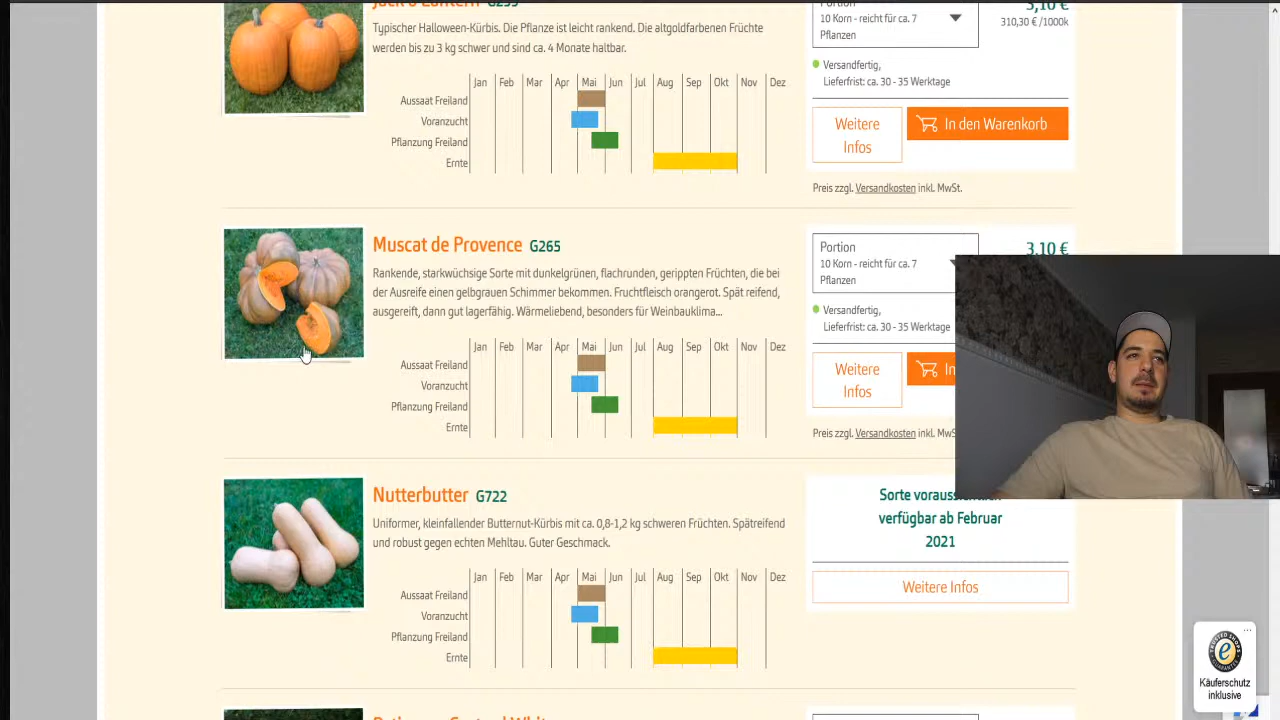 G255
3,10 €
Portion
10 Korn - reicht für ca. 7
Pflanzen
310,30 € /1000k
Typischer Halloween-Kürbis. Die Pflanze ist leicht rankend. Die altgoldfarbenen Früchte
werden bis zu 3 kg schwer und sind ca. 4 Monate haltbar.
Versandfertig,
Lieferfrist: ca. 30 - 35 Werktage
Jan Feb Mar Apr Mai Jun Jul Aug Sep Okt Nov Dez
Aussaat Freiland
Voranzucht
Pflanzung Freiland
Ernte
Weitere
Infos
In den Warenkorb
Preis zzgl. Versandkosten inkl. MwSt.
Muscat de Provence G265
Rankende, starkwüchsige Sorte mit dunkelgrünen, flachrunden, gerippten Früchten, die bei
der Ausreife einen gelbgrauen Schimmer bekommen. Fruchtfleisch orangerot. Spät reifend,
ausgereift, dann gut lagerfähig. Wärmeliebend, besonders für Weinbauklima...
Portion
10 Korn - reicht für ca. 7
Pflanzen
3,10 €
Versandfertig,
Lieferfrist: ca. 30 - 35 Werktage
Jan Feb Mar Apr Mai Jun Jul Aug Sep Okt Nov Dez
Aussaat Freiland
Voranzucht
Pflanzung Freiland
Ernte
Weitere
Infos
In
Preis zzgl. Versandkosten inkl. MwS
Nutterbutter G722
Uniformer, kleinfallender Butternut-Kürbis mit ca. 0,8-1,2 kg schweren Früchten. Spätreifend
und robust gegen echten Mehltau. Guter Geschmack.
Sorte voraussichtlich
verfügbar ab Februar
2021
Weitere Infos
Jan Feb Mar Apr Mai Jun Jul Aug Sep Okt Nov Dez
Aussaat Freiland
Voranzucht
Pflanzung Freiland
Ernte
Käuferschutz
inklusive